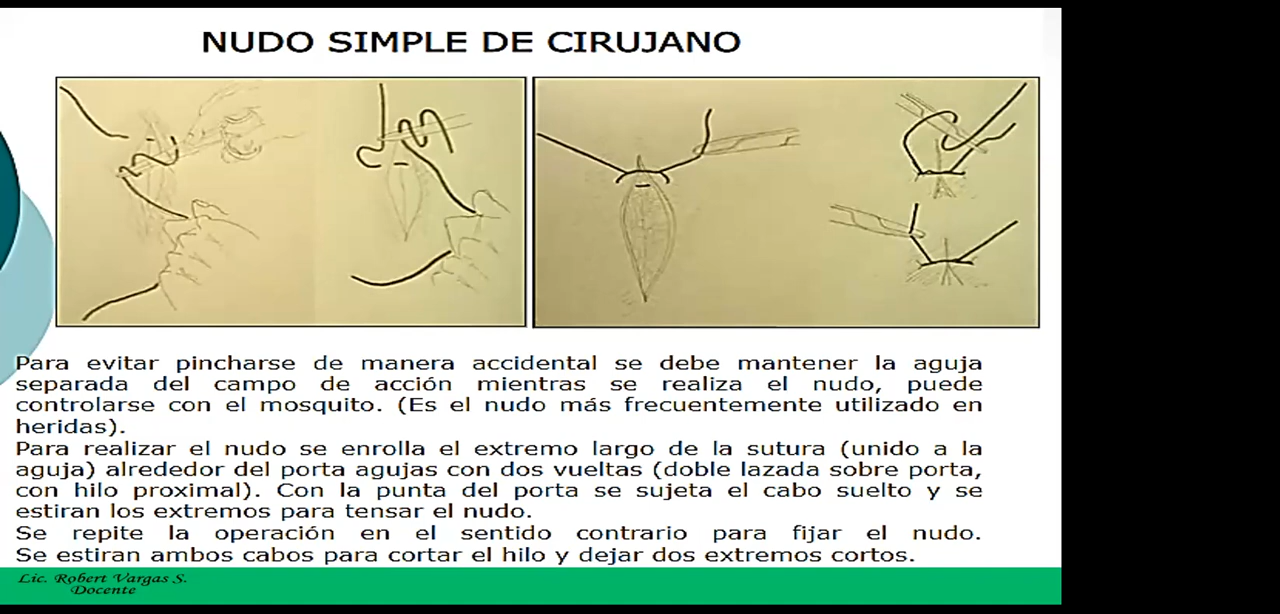 NUDO SIMPLE DE CIRUJANO
Para evitar pincharse de manera accidental se debe mantener la aguja
separada del campo de acción mientras se realiza el nudo, puede
controlarse con el mosquito. (Es el nudo más frecuentemente utilizado en
heridas).
Para realizar el nudo se enrolla el extremo largo de la sutura (unido a la
aguja) alrededor del porta agujas con dos vueltas (doble lazada sobre porta,
con hilo proximal). Con la punta del porta se sujeta el cabo suelto y se
estiran los extremos para tensar el nudo.
Se repite la operación en el sentido contrario para fijar el nudo.
Se estiran ambos cabos para cortar el hilo y dejar dos extremos cortos.
Lic. Robert Vargas S.
Docente